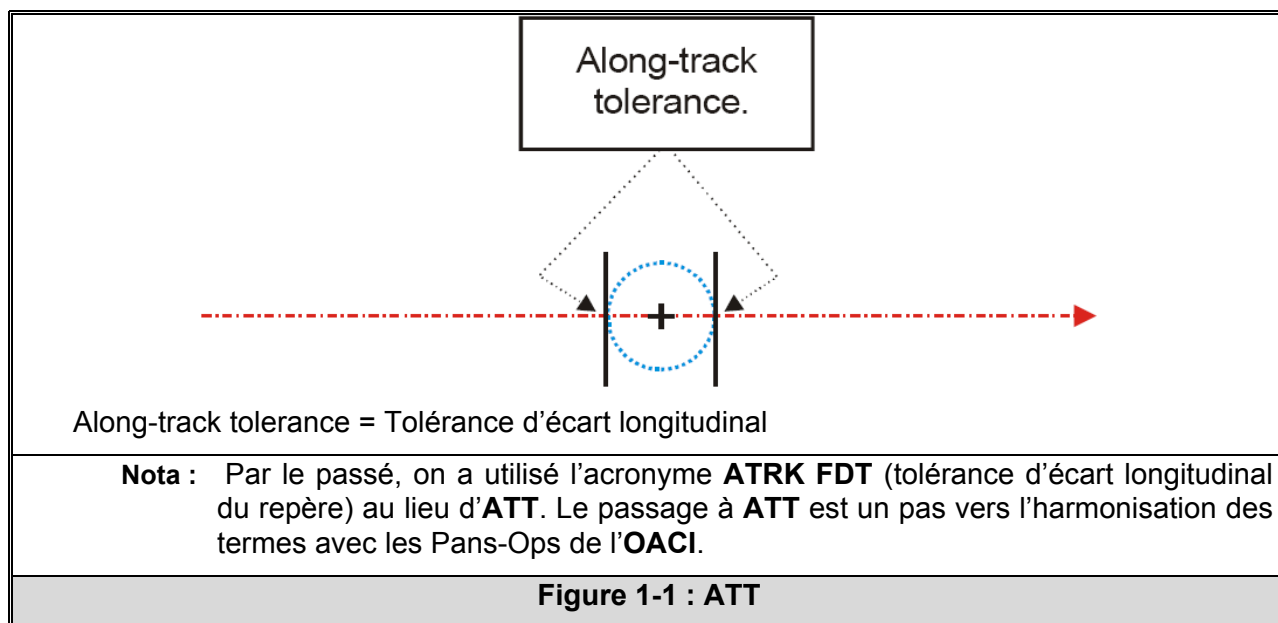 Along-track
tolerance.
Along-track tolerance = Tolérance d’écart longitudinal
Nota : Par le passé, on a utilisé l’acronyme ATRK FDT (tolérance d’écart longitudinal
du repère) au lieu d’ATT. Le passage à ATT est un pas vers l’harmonisation des
termes avec les Pans-Ops de l’OACI.
Figure 1-1 : ATT